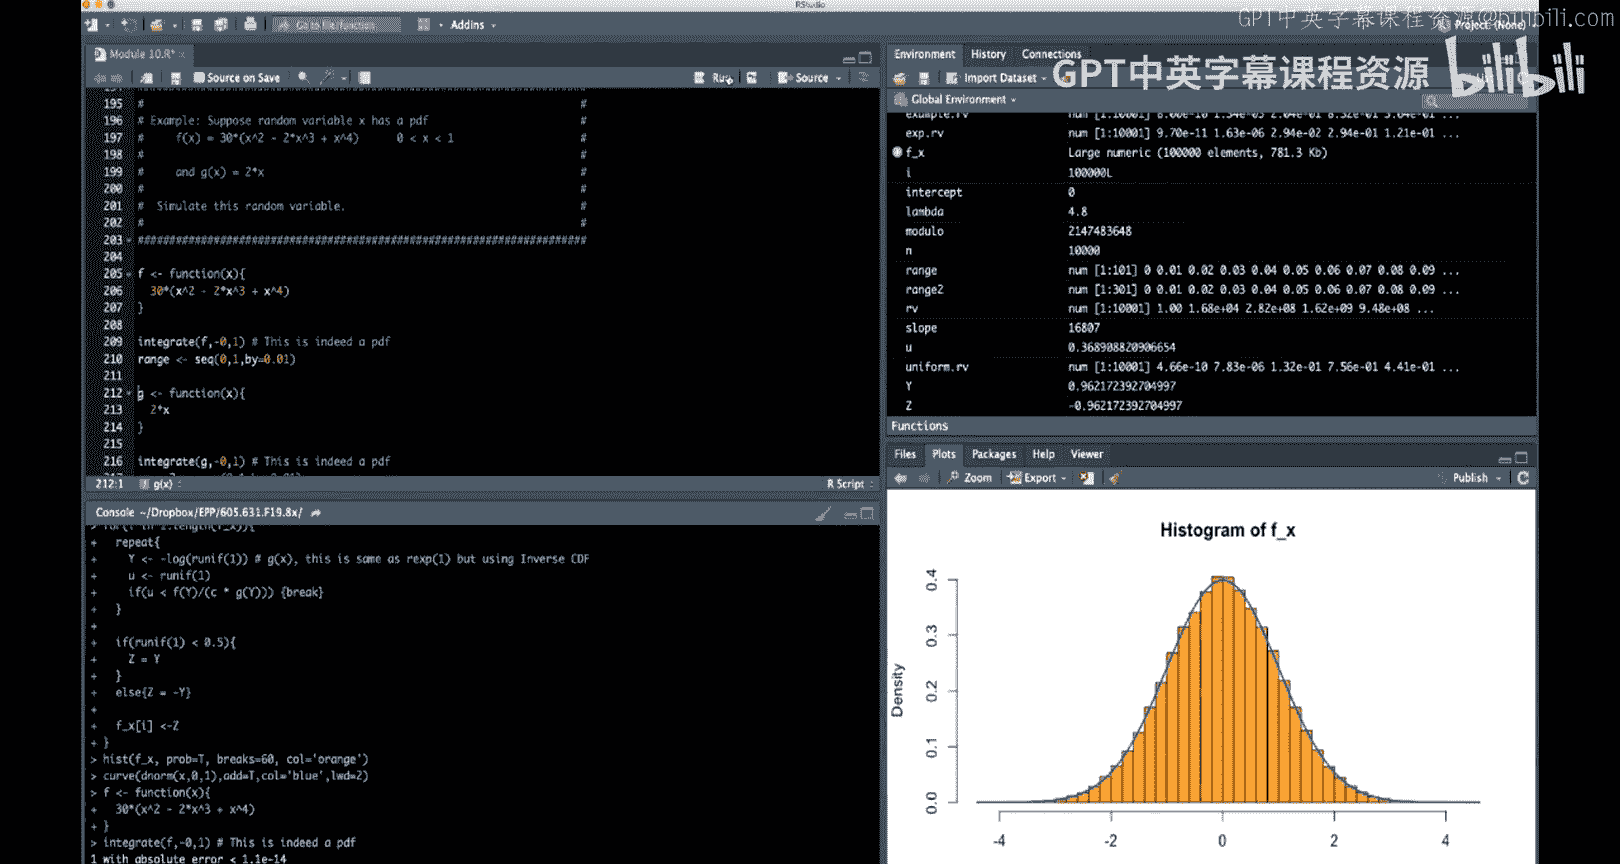 RStudio
GPT中英字幕课程资源@bilibili.com
Go to file/function
Addins
Project: (None)
Module 10.R*
Source on Save
Run
Source
195 #                                                                     #
196 # Example: Suppose random variable x has a pdf                        #
197 #     f(x) = 30*(x^2 - 2*x^3 + x^4)      0 < x < 1                     #
198 #                                                                     #
199 #     and g(x) = 2*x                                                  #
200 #                                                                     #
201 #  Simulate this random variable.                                     #
202 #                                                                     #
203 ######################################################################
204
205 f <- function(x){
206   30*(x^2 - 2*x^3 + x^4)
207 }
208
209 integrate(f,-0,1) # This is indeed a pdf
210 range <- seq(0,1,by=0.01)
211
212 g <- function(x){
213   2*x
214 }
215
216 integrate(g,-0,1) # This is indeed a pdf
212:1 g(x)
R Script
Console ~/Dropbox/EPP/605.631.F19.8x/
+   repeat{
+     Y <- -log(runif(1)) # g(x), this is same as rexp(1) but using Inverse CDF
+     u <- runif(1)
+     if(u < f(Y)/(c * g(Y))) {break}
+   }
+
+   if(runif(1) < 0.5){
+     Z = Y
+   }
+   else{Z = -Y}
+
+   f_x[i] <-Z
+ }
> hist(f_x, prob=T, breaks=60, col='orange')
> curve(dnorm(x,0,1),add=T,col='blue',lwd=2)
> f <- function(x){
+   30*(x^2 - 2*x^3 + x^4)
+ }
> integrate(f,-0,1) # This is indeed a pdf
1 with absolute error < 1.1e-14
Environment History Connections
GPT中英字幕课程资源 bilibili
Import Dataset
Global Environment
exp.rv num [1:10001] 9.70e-11 1.63e-06 2.94e-02 2.94e-01 1.21e-01 ...
f_x Large numeric (100000 elements, 781.3 Kb)
i 100000L
intercept 0
lambda 4.8
modulo 2147483648
n 10000
range num [1:101] 0 0.01 0.02 0.03 0.04 0.05 0.06 0.07 0.08 0.09 ...
range2 num [1:301] 0 0.01 0.02 0.03 0.04 0.05 0.06 0.07 0.08 0.09 ...
rv num [1:10001] 1.00 1.68e+04 2.82e+08 1.62e+09 9.48e+08 ...
slope 16807
u 0.368908820906654
uniform.rv num [1:10001] 4.66e-10 7.83e-06 1.32e-01 7.56e-01 4.41e-01 ...
Y 0.962172392704997
Z -0.962172392704997
Functions
Files Plots Packages Help Viewer
Zoom Export Publish
Histogram of f_x
Density
0.4
0.3
0.2
0.1
0.0
-4 -2 0 2 4